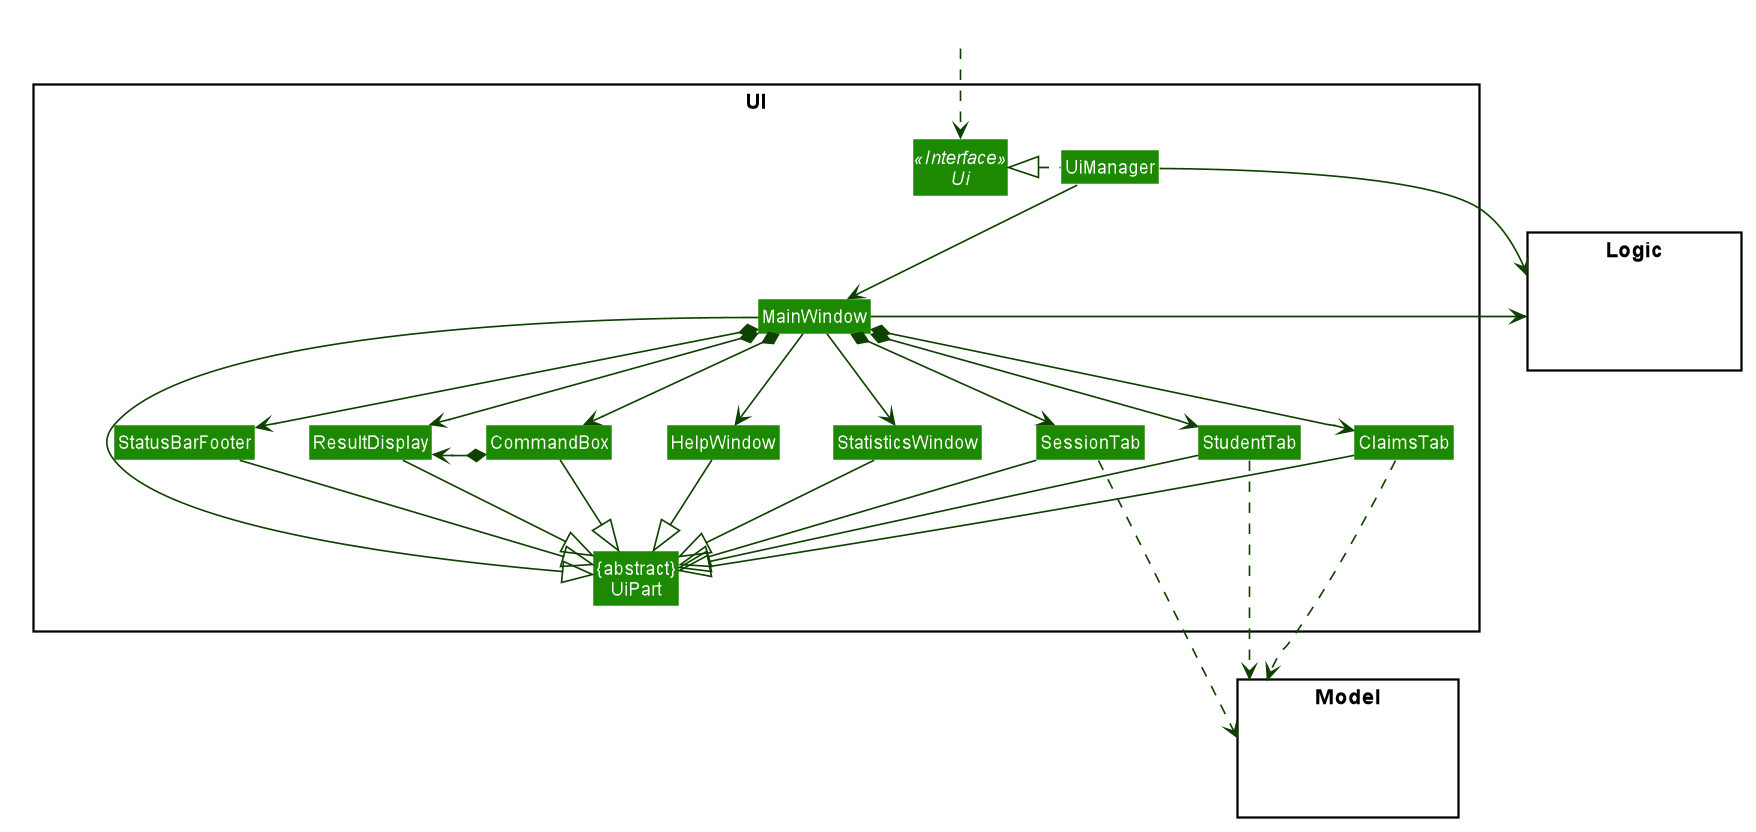 UI
«Interface»
Ui
UiManager
Logic
MainWindow
StatusBarFooter
ResultDisplay
CommandBox
HelpWindow
StatisticsWindow
SessionTab
StudentTab
ClaimsTab
{abstract}
UiPart
Model